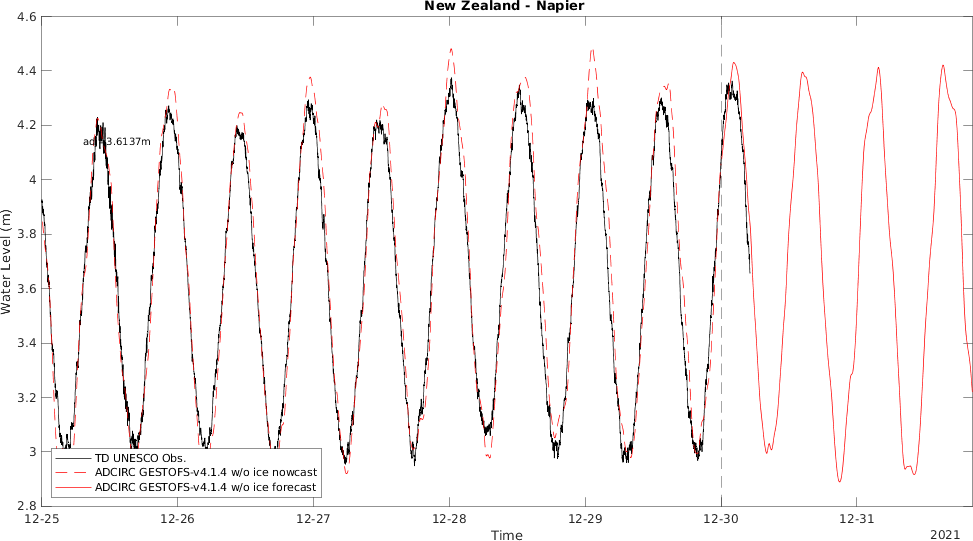 New Zealand - Napier
4.6
4.4
4.2
4
3.8
3.6
3.4
3.2
3
2.8
Water Level (m)
3.6137m
TD UNESCO Obs.
ADCIRC GESTOFS-v4.1.4 w/o ice nowcast
ADCIRC GESTOFS-v4.1.4 w/o ice forecast
12-25
12-26
12-27
12-28
12-29
12-30
12-31
Time
2021